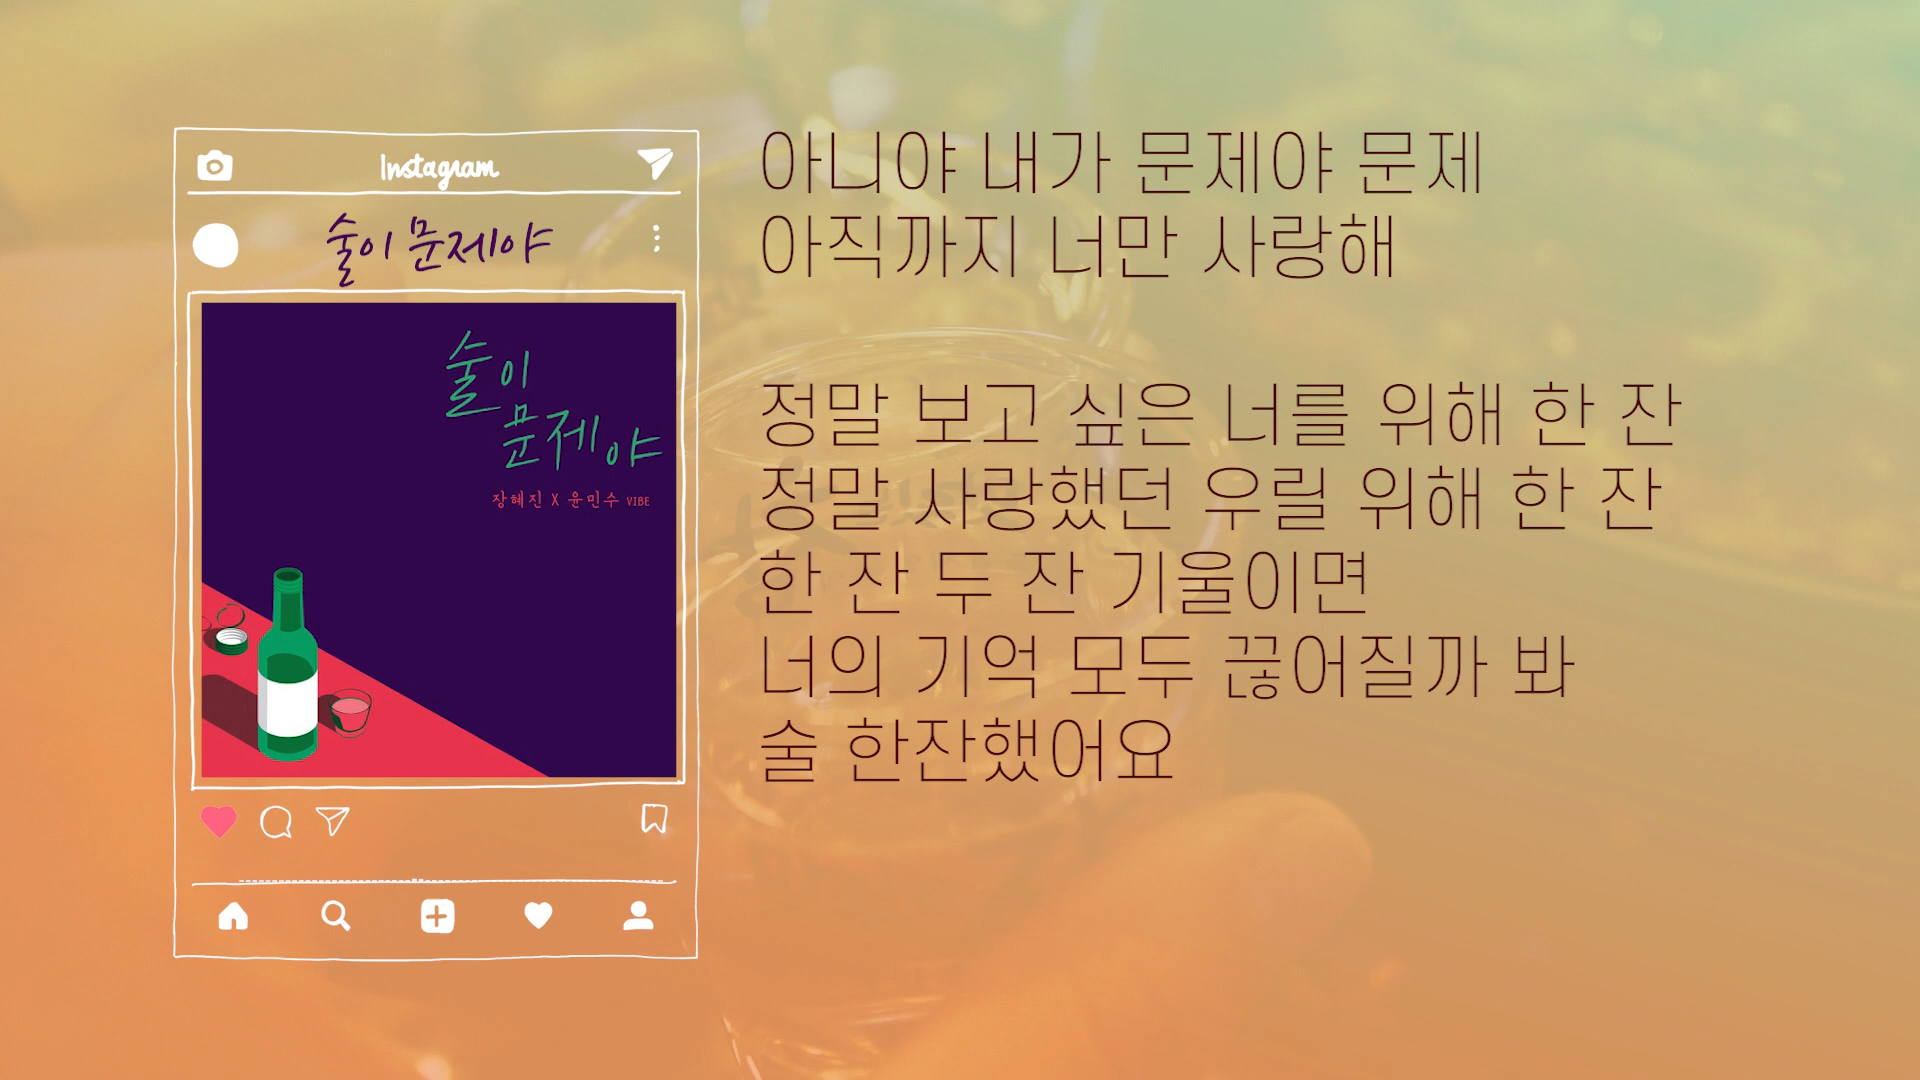 Instagram
술이 문제야
술이
문제야
장혜진 X 윤민수 VIBE
아니야 내가 문제야 문제
아직까지 너만 사랑해
정말 보고 싶은 너를 위해 한 잔
정말 사랑했던 우릴 위해 한 잔
한 잔 두 잔 기울이면
너의 기억 모두 끊어질까 봐
술 한잔했어요